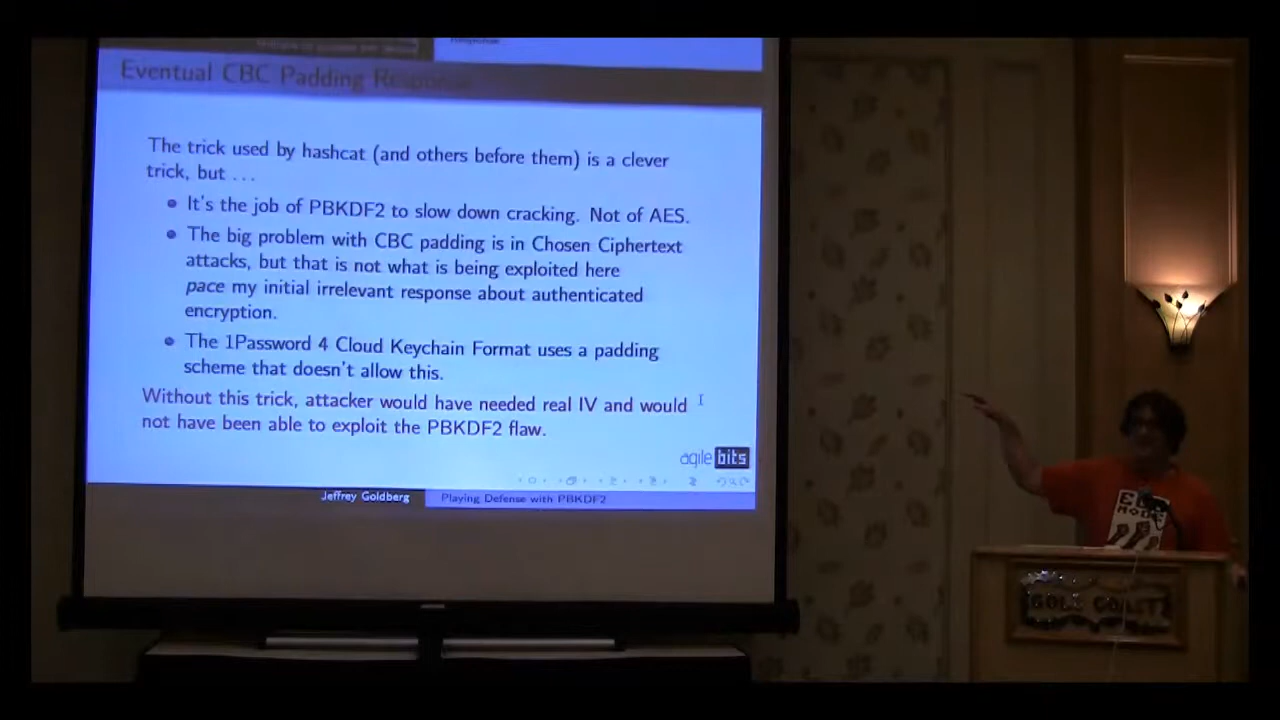 Response
Eventual CBC Padding Response
The trick used by hashcat (and others before them) is a clever
trick, but ...
It's the job of PBKDF2 to slow down cracking. Not of AES.
The big problem with CBC padding is in Chosen Ciphertext
attacks, but that is not what is being exploited here
pace my initial irrelevant response about authenticated
encryption.
The 1Password 4 Cloud Keychain Format uses a padding
scheme that doesn't allow this.
Without this trick, attacker would have needed real IV and would
not have been able to exploit the PBKDF2 flaw.
agilebits
Jeffrey Goldberg
Playing Defense with PBKDF2
MODE
GOLD COAST